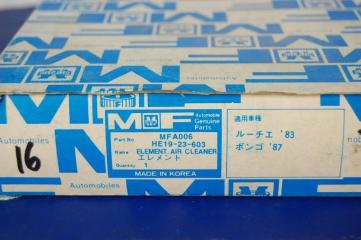 MF
Automobile
Genuine
Parts
Part No MFA006
HE19-23-603
Name ELEMENT, AIR CLEANER
エレメント
Quantity 1
MADE IN KOREA
適用車種
ルーチエ '83
ボンゴ '87
16
Automobiles
Automobiles